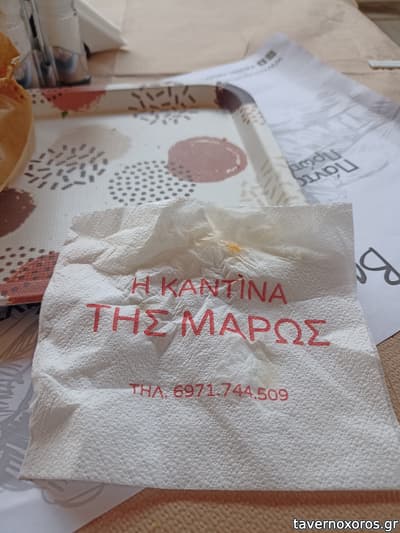 Η ΚΑΝΤΙΝΑ
ΤΗΣ ΜΑΡΩΣ
ΤΗΛ. 6971.744.509
tavernoxoros.gr